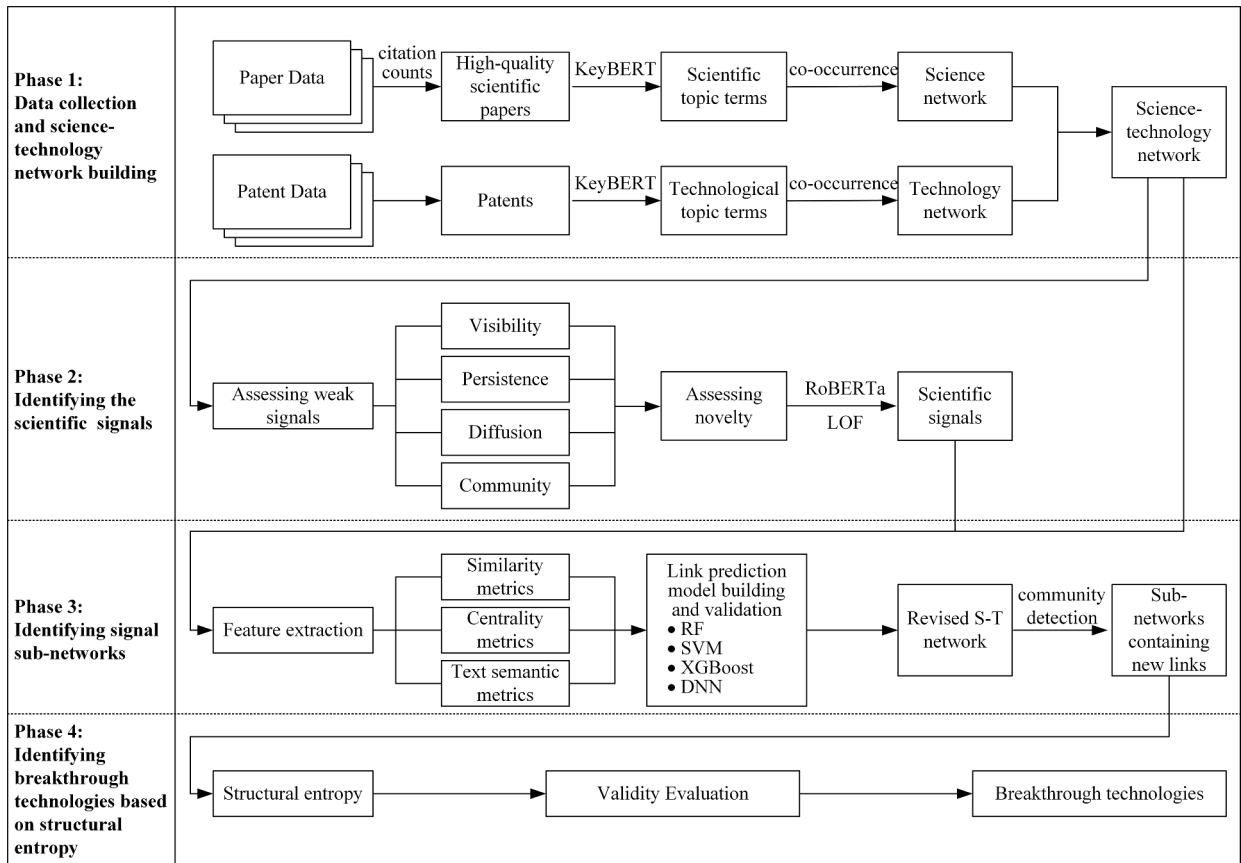 Phase 1:
Data collection
and science-
technology
network building
Paper Data
citation
counts
High-quality
scientific
papers
KeyBERT
Scientific
topic terms
co-occurrence
Science
network
Science-
technology
network
Patent Data
Patents
KeyBERT
Technological
topic terms
co-occurrence
Technology
network
Phase 2:
Identifying the
scientific signals
Assessing weak
signals
Visibility
Persistence
Diffusion
Community
Assessing
novelty
RoBERTa
LOF
Scientific
signals
Phase 3:
Identifying signal
sub-networks
Feature extraction
Similarity
metrics
Centrality
metrics
Text semantic
metrics
Link prediction
model building
and validation
• RF
• SVM
• XGBoost
• DNN
Revised S-T
network
community
detection
Sub-
networks
containing
new links
Phase 4:
Identifying
breakthrough
technologies based
on structural
entropy
Structural entropy
Validity Evaluation
Breakthrough technologies